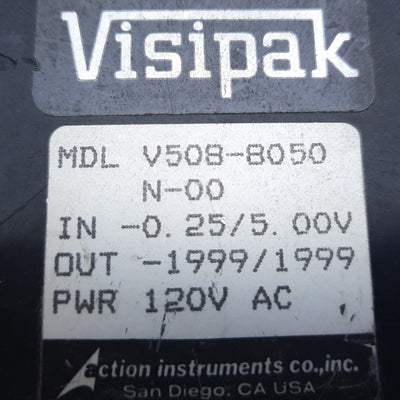 Visipak
MDL V508-8050
N-00
IN -0.25/5.00V
OUT -1999/1999
PWR 120V AC
action instruments co.,inc.
San Diego, CA USA